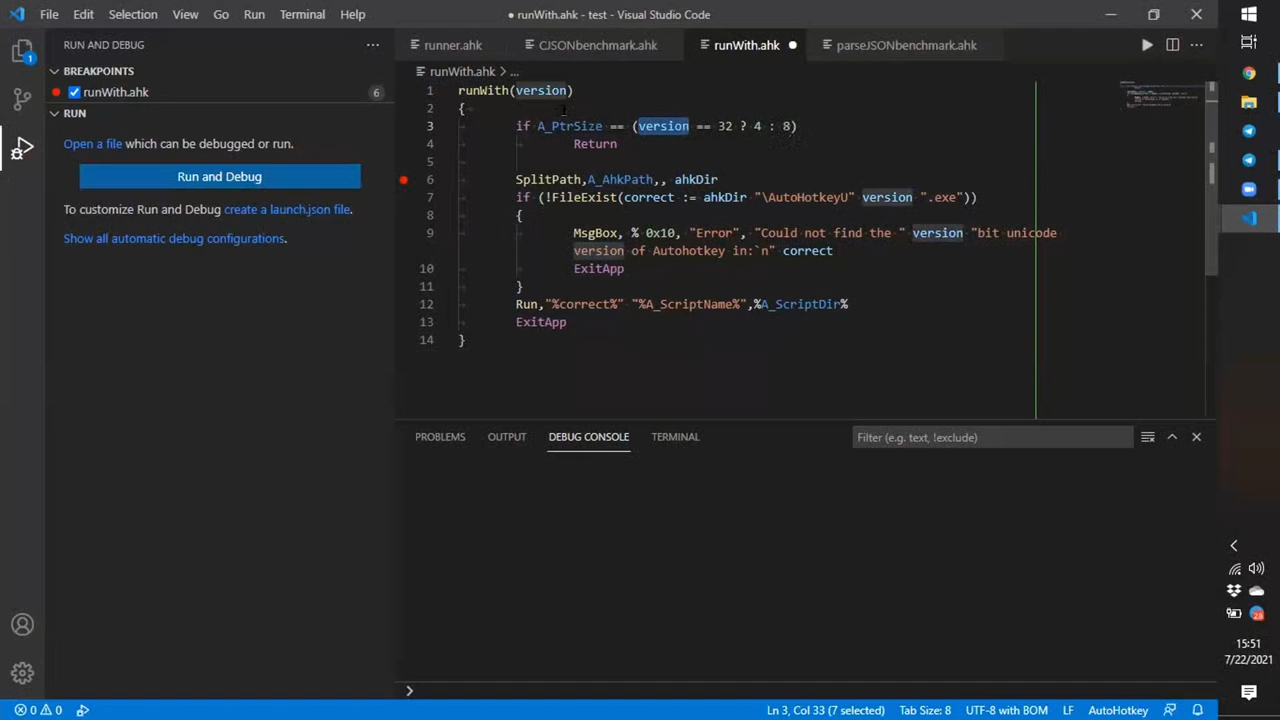 File Edit Selection View Go Run Terminal Help
● runWith.ahk - test - Visual Studio Code
RUN AND DEBUG
BREAKPOINTS
runWith.ahk 6
RUN
Open a file which can be debugged or run.
Run and Debug
To customize Run and Debug create a launch.json file.
Show all automatic debug configurations.
1
runner.ahk CJSONbenchmark.ahk runWith.ahk ● parseJSONbenchmark.ahk
runWith.ahk > ...
1 runWith(version)
2 {
3 if A_PtrSize == (version == 32 ? 4 : 8)
4 Return
5
6 SplitPath,A_AhkPath,, ahkDir
7 if (!FileExist(correct := ahkDir "\AutoHotkeyU" version ".exe"))
8 {
9 MsgBox, % 0x10, "Error", "Could not find the " version "bit unicode
version of Autohotkey in:`n" correct
10 ExitApp
11 }
12 Run,"%correct%" "%A_ScriptName%",%A_ScriptDir%
13 ExitApp
14 }
PROBLEMS OUTPUT DEBUG CONSOLE TERMINAL
Filter (e.g. text, !exclude)
0 0
Ln 3, Col 33 (7 selected) Tab Size: 8 UTF-8 with BOM LF AutoHotkey
28
15:51
7/22/2021